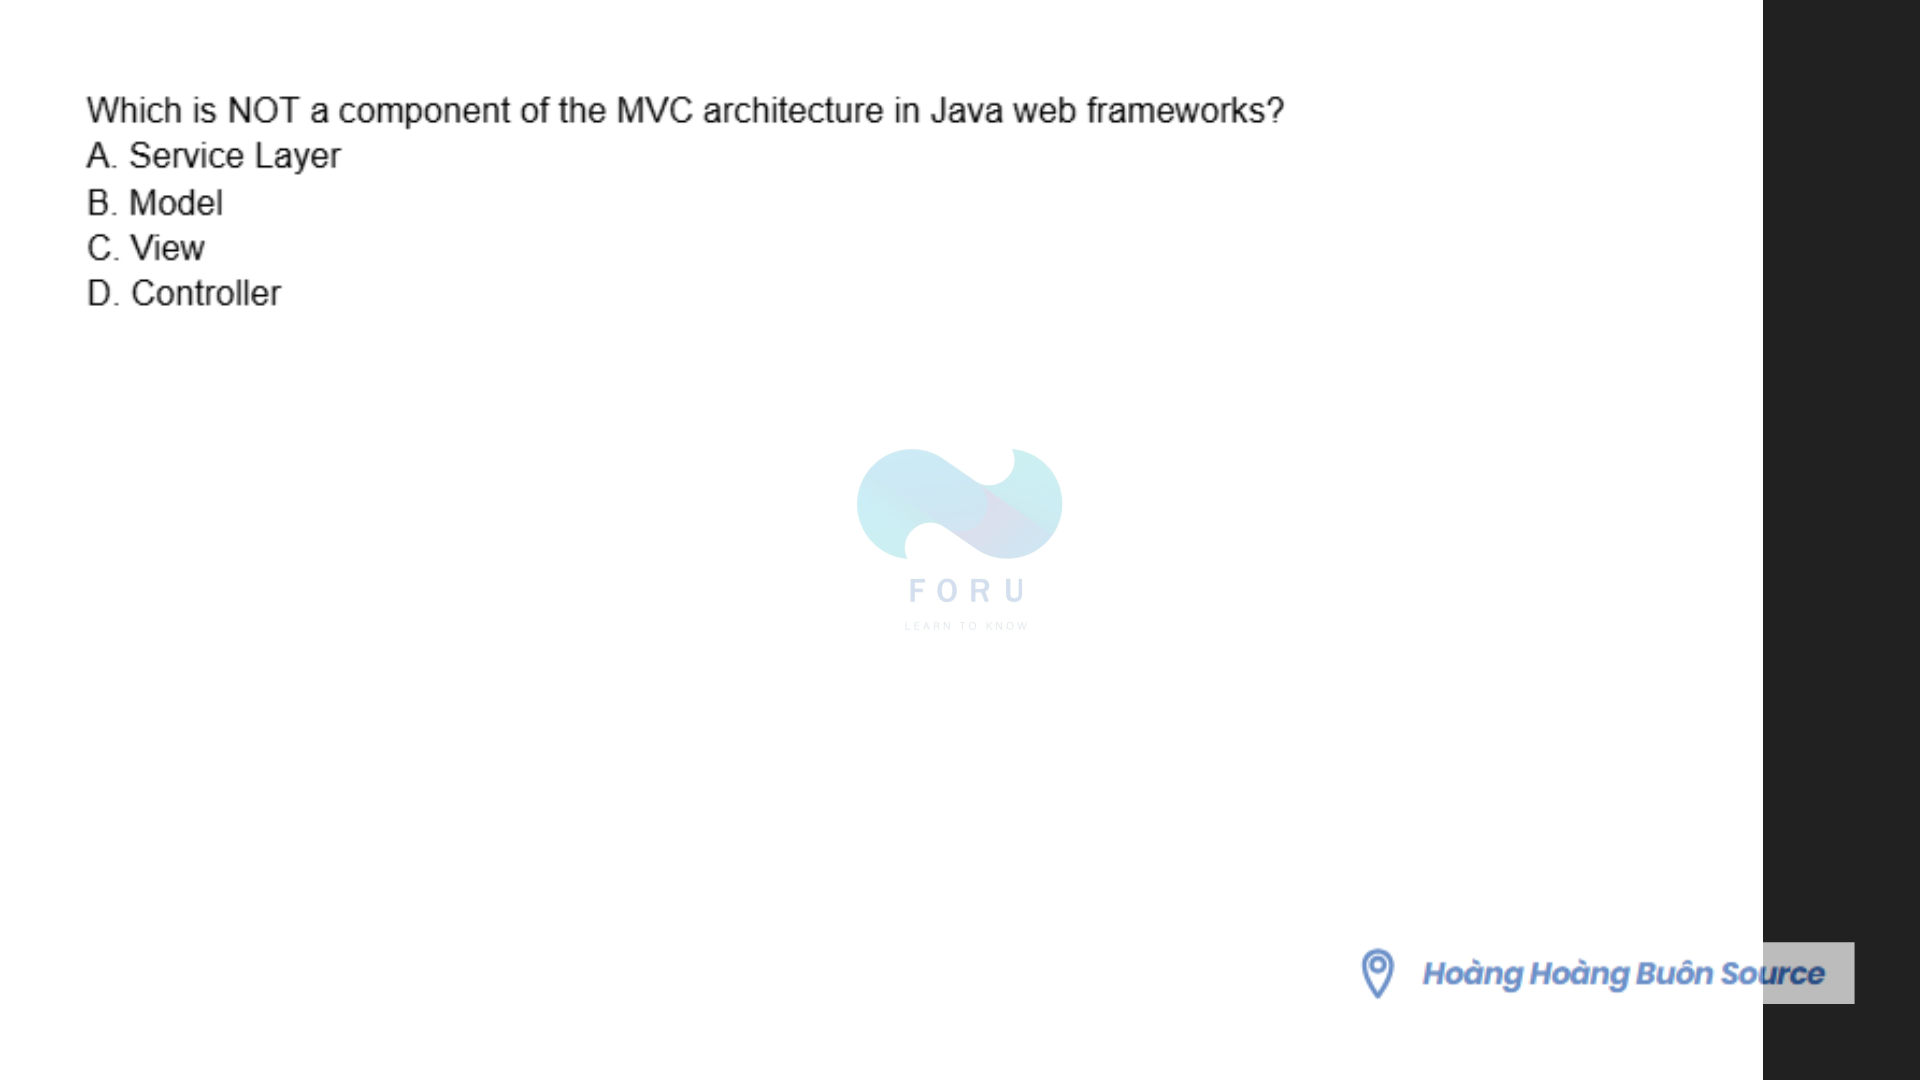 Which is NOT a component of the MVC architecture in Java web frameworks?
A. Service Layer
B. Model
C. View
D. Controller
FORU
LEARN TO KNOW
Hoàng Hoàng Buôn Source